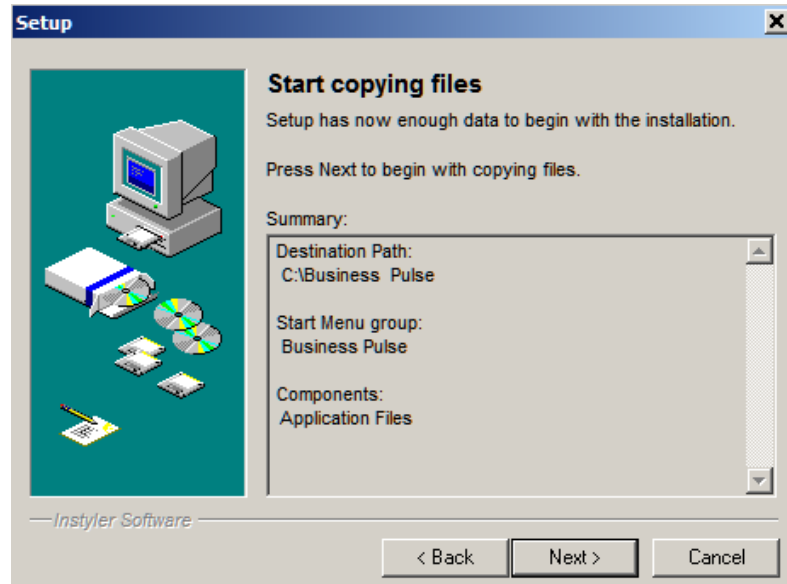 Setup
Start copying files
Setup has now enough data to begin with the installation.
Press Next to begin with copying files.
Summary:
Destination Path:
C:\Business  Pulse
Start Menu group:
Business Pulse
Components:
Application Files
Instyler Software
< Back
Next >
Cancel